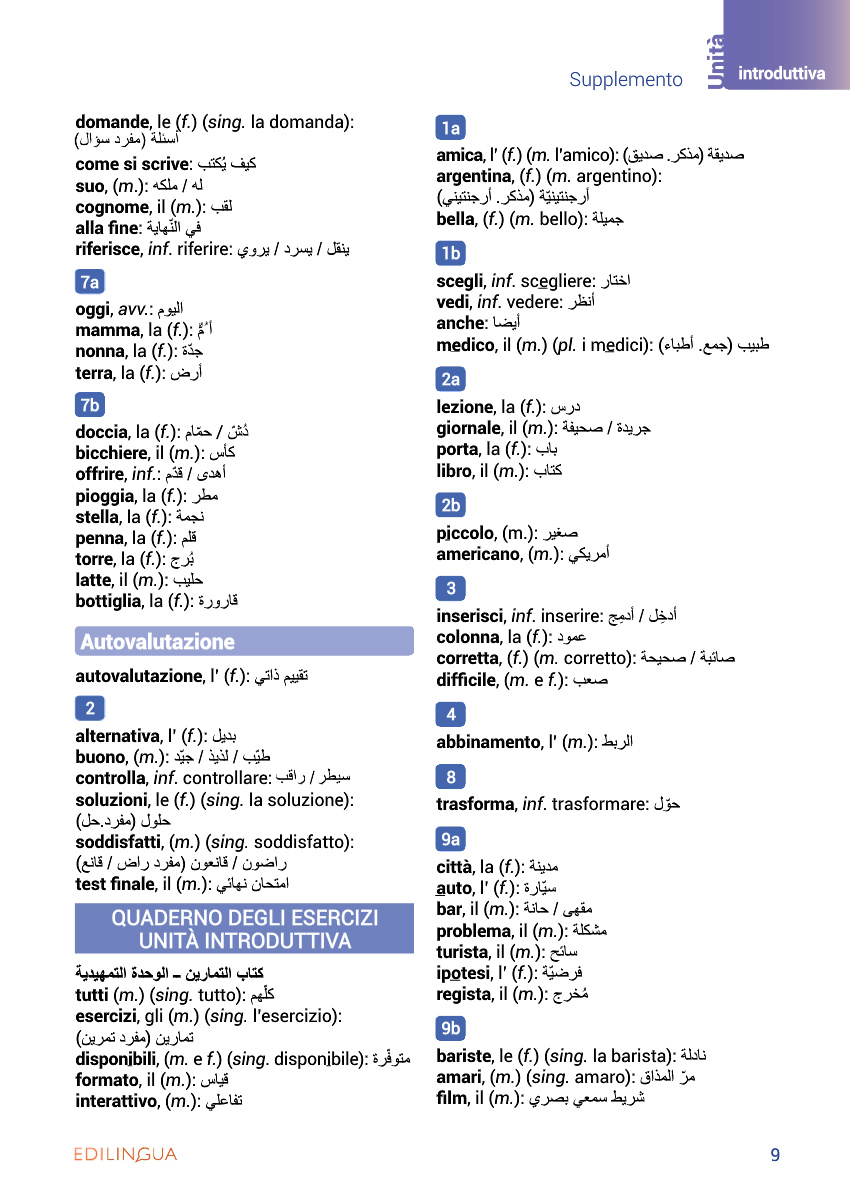 Supplemento
Unità
introduttiva
domande, le (f.) (sing. la domanda):
أسئلة (مفرد سؤال)
come si scrive: كيف يُكتب
suo, (m.): له / ملكه
cognome, il (m.): لقب
alla fine: في النّهاية
riferisce, inf. riferire: ينقل / يسرد / يروي
7a
oggi, avv.: اليوم
mamma, la (f.): أُمٌّ
nonna, la (f.): جدّة
terra, la (f.): أرض
7b
doccia, la (f.): دُشّ / حمّام
bicchiere, il (m.): كأس
offrire, inf.: أهدى / قدّم
pioggia, la (f.): مطر
stella, la (f.): نجمة
penna, la (f.): قلم
torre, la (f.): بُرج
latte, il (m.): حليب
bottiglia, la (f.): قارورة
Autovalutazione
autovalutazione, l' (f.): تقييم ذاتي
2
alternativa, l' (f.): بديل
buono, (m.): طيّب / لذيذ / جيّد
controlla, inf. controllare: سيطر / راقب
soluzioni, le (f.) (sing. la soluzione):
حلول (مفرد.حل)
soddisfatti, (m.) (sing. soddisfatto):
راضون / قانعون (مفرد راض / قانع)
test finale, il (m.): امتحان نهائي
QUADERNO DEGLI ESERCIZI
UNITÀ INTRODUTTIVA
كتاب التمارين – الوحدة التمهيدية
tutti (m.) (sing. tutto): كلّهم
esercizi, gli (m.) (sing. l'esercizio):
تمارين (مفرد تمرين)
disponibili, (m. e f.) (sing. disponibile): متوفّرة
formato, il (m.): قياس
interattivo, (m.): تفاعلي
1a
amica, l' (f.) (m. l'amico): صديقة (مذكر. صديق)
argentina, (f.) (m. argentino):
أرجنتينيّة (مذكر. أرجنتيني)
bella, (f.) (m. bello): جميلة
1b
scegli, inf. scegliere: اختار
vedi, inf. vedere: أنظر
anche: أيضا
medico, il (m.) (pl. i medici): طبيب (جمع. أطباء)
2a
lezione, la (f.): درس
giornale, il (m.): جريدة / صحيفة
porta, la (f.): باب
libro, il (m.): كتاب
2b
piccolo, (m.): صغير
americano, (m.): أمريكي
3
inserisci, inf. inserire: أدخِل / أدمِج
colonna, la (f.): عمود
corretta, (f.) (m. corretto): صائبة / صحيحة
difficile, (m. e f.): صعب
4
abbinamento, l' (m.): الربط
8
trasforma, inf. trasformare: حوّل
9a
città, la (f.): مدينة
auto, l' (f.): سيّارة
bar, il (m.): مقهى / حانة
problema, il (m.): مشكلة
turista, il (m.): سائح
ipotesi, l' (f.): فرضيّة
regista, il (m.): مُخرج
9b
bariste, le (f.) (sing. la barista): نادلة
amari, (m.) (sing. amaro): مرّ المذاق
film, il (m.): شريط سمعي بصري
EDILINGUA
9